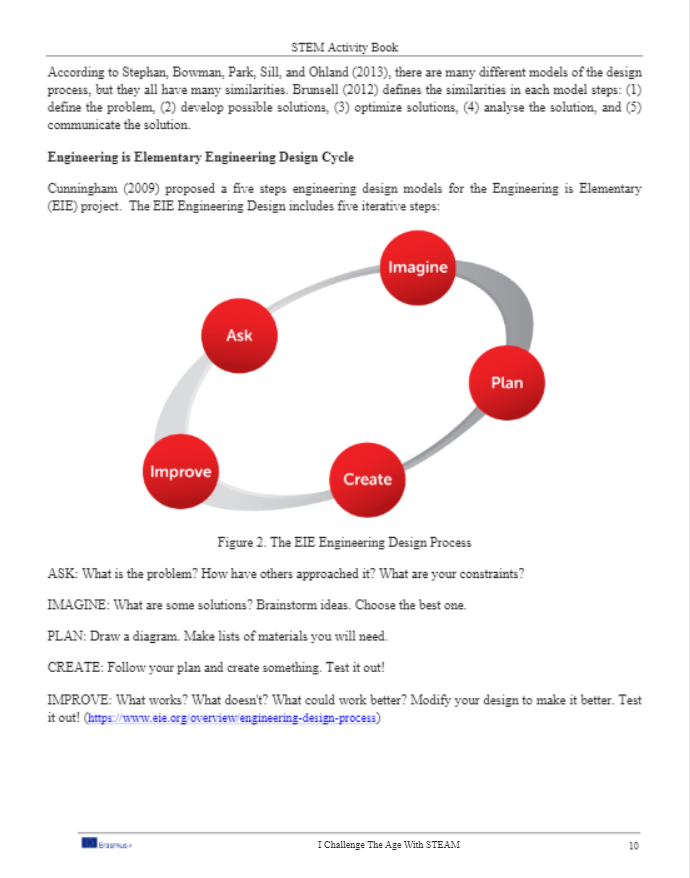 STEM Activity Book
According to Stephan, Bowman, Park, Sill, and Ohland (2013), there are many different models of the design
process, but they all have many similarities. Brunsell (2012) defines the similarities in each model steps: (1)
define the problem, (2) develop possible solutions, (3) optimize solutions, (4) analyse the solution, and (5)
communicate the solution.
Engineering is Elementary Engineering Design Cycle
Cunningham (2009) proposed a five steps engineering design models for the Engineering is Elementary
(EIE) project. The EIE Engineering Design includes five iterative steps:
Imagine
Ask
Plan
Improve
Create
Figure 2. The EIE Engineering Design Process
ASK: What is the problem? How have others approached it? What are your constraints?
IMAGINE: What are some solutions? Brainstorm ideas. Choose the best one.
PLAN: Draw a diagram. Make lists of materials you will need.
CREATE: Follow your plan and create something. Test it out!
IMPROVE: What works? What doesn't? What could work better? Modify your design to make it better. Test
it out! (https://www.eie.org/overview/engineering-design-process)
Erasmus+
I Challenge The Age With STEAM
10